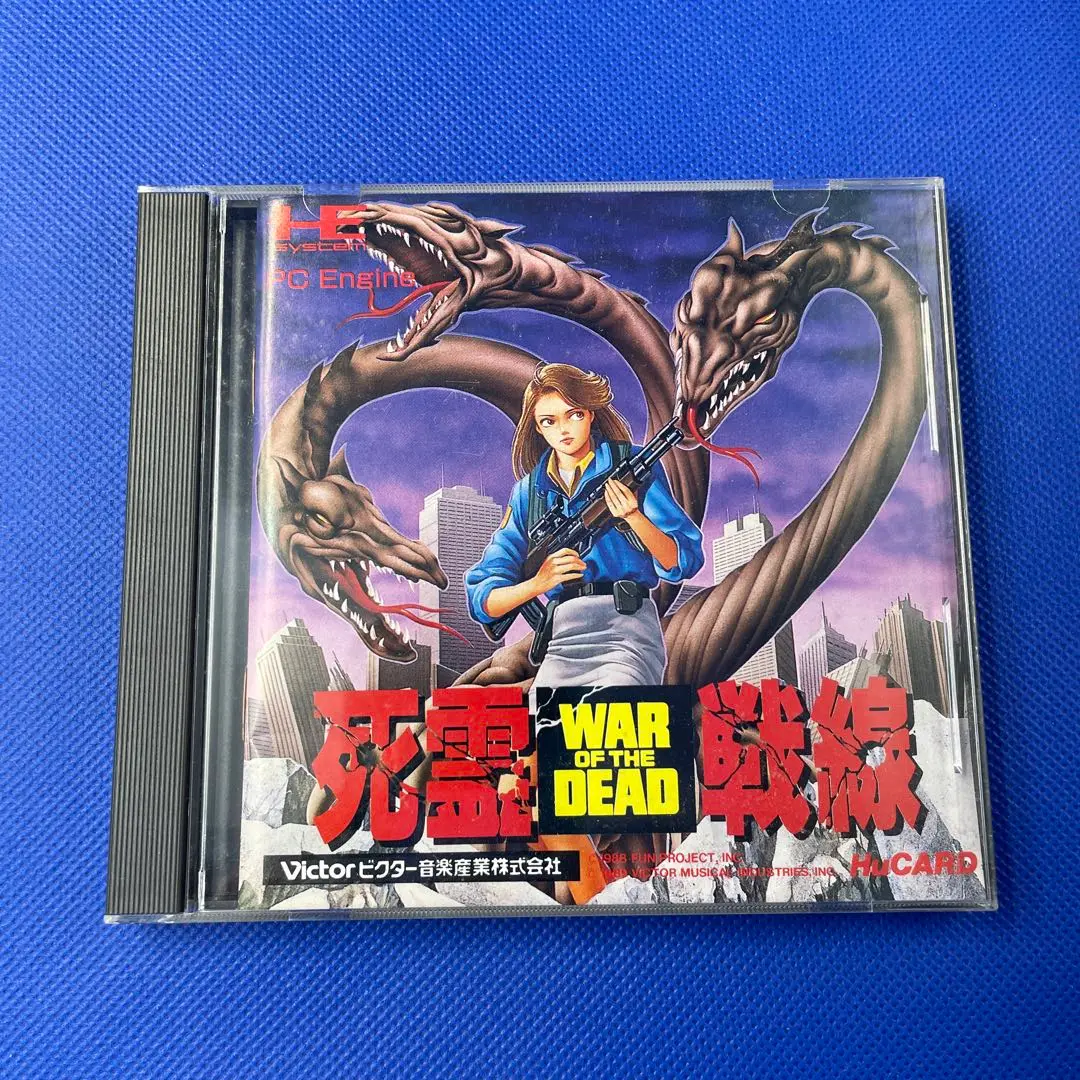 HE
system
PC Engine
死霊戦線
WAR
OF THE
DEAD
Victor ビクター音楽産業株式会社
©1988 FUN PROJECT, INC.
©1989 VICTOR MUSICAL INDUSTRIES, INC.
HuCARD